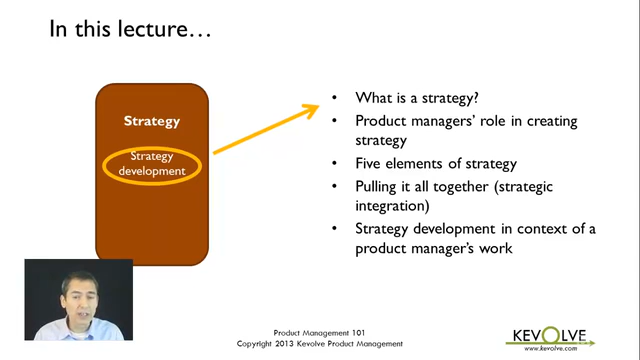 In this lecture…
Strategy
Strategy
development
• What is a strategy?
• Product managers' role in creating
strategy
• Five elements of strategy
• Pulling it all together (strategic
integration)
• Strategy development in context of a
product manager's work
Product Management 101
Copyright 2013 Kevolve Product Management
KEVOLVE
www.kevolve.com